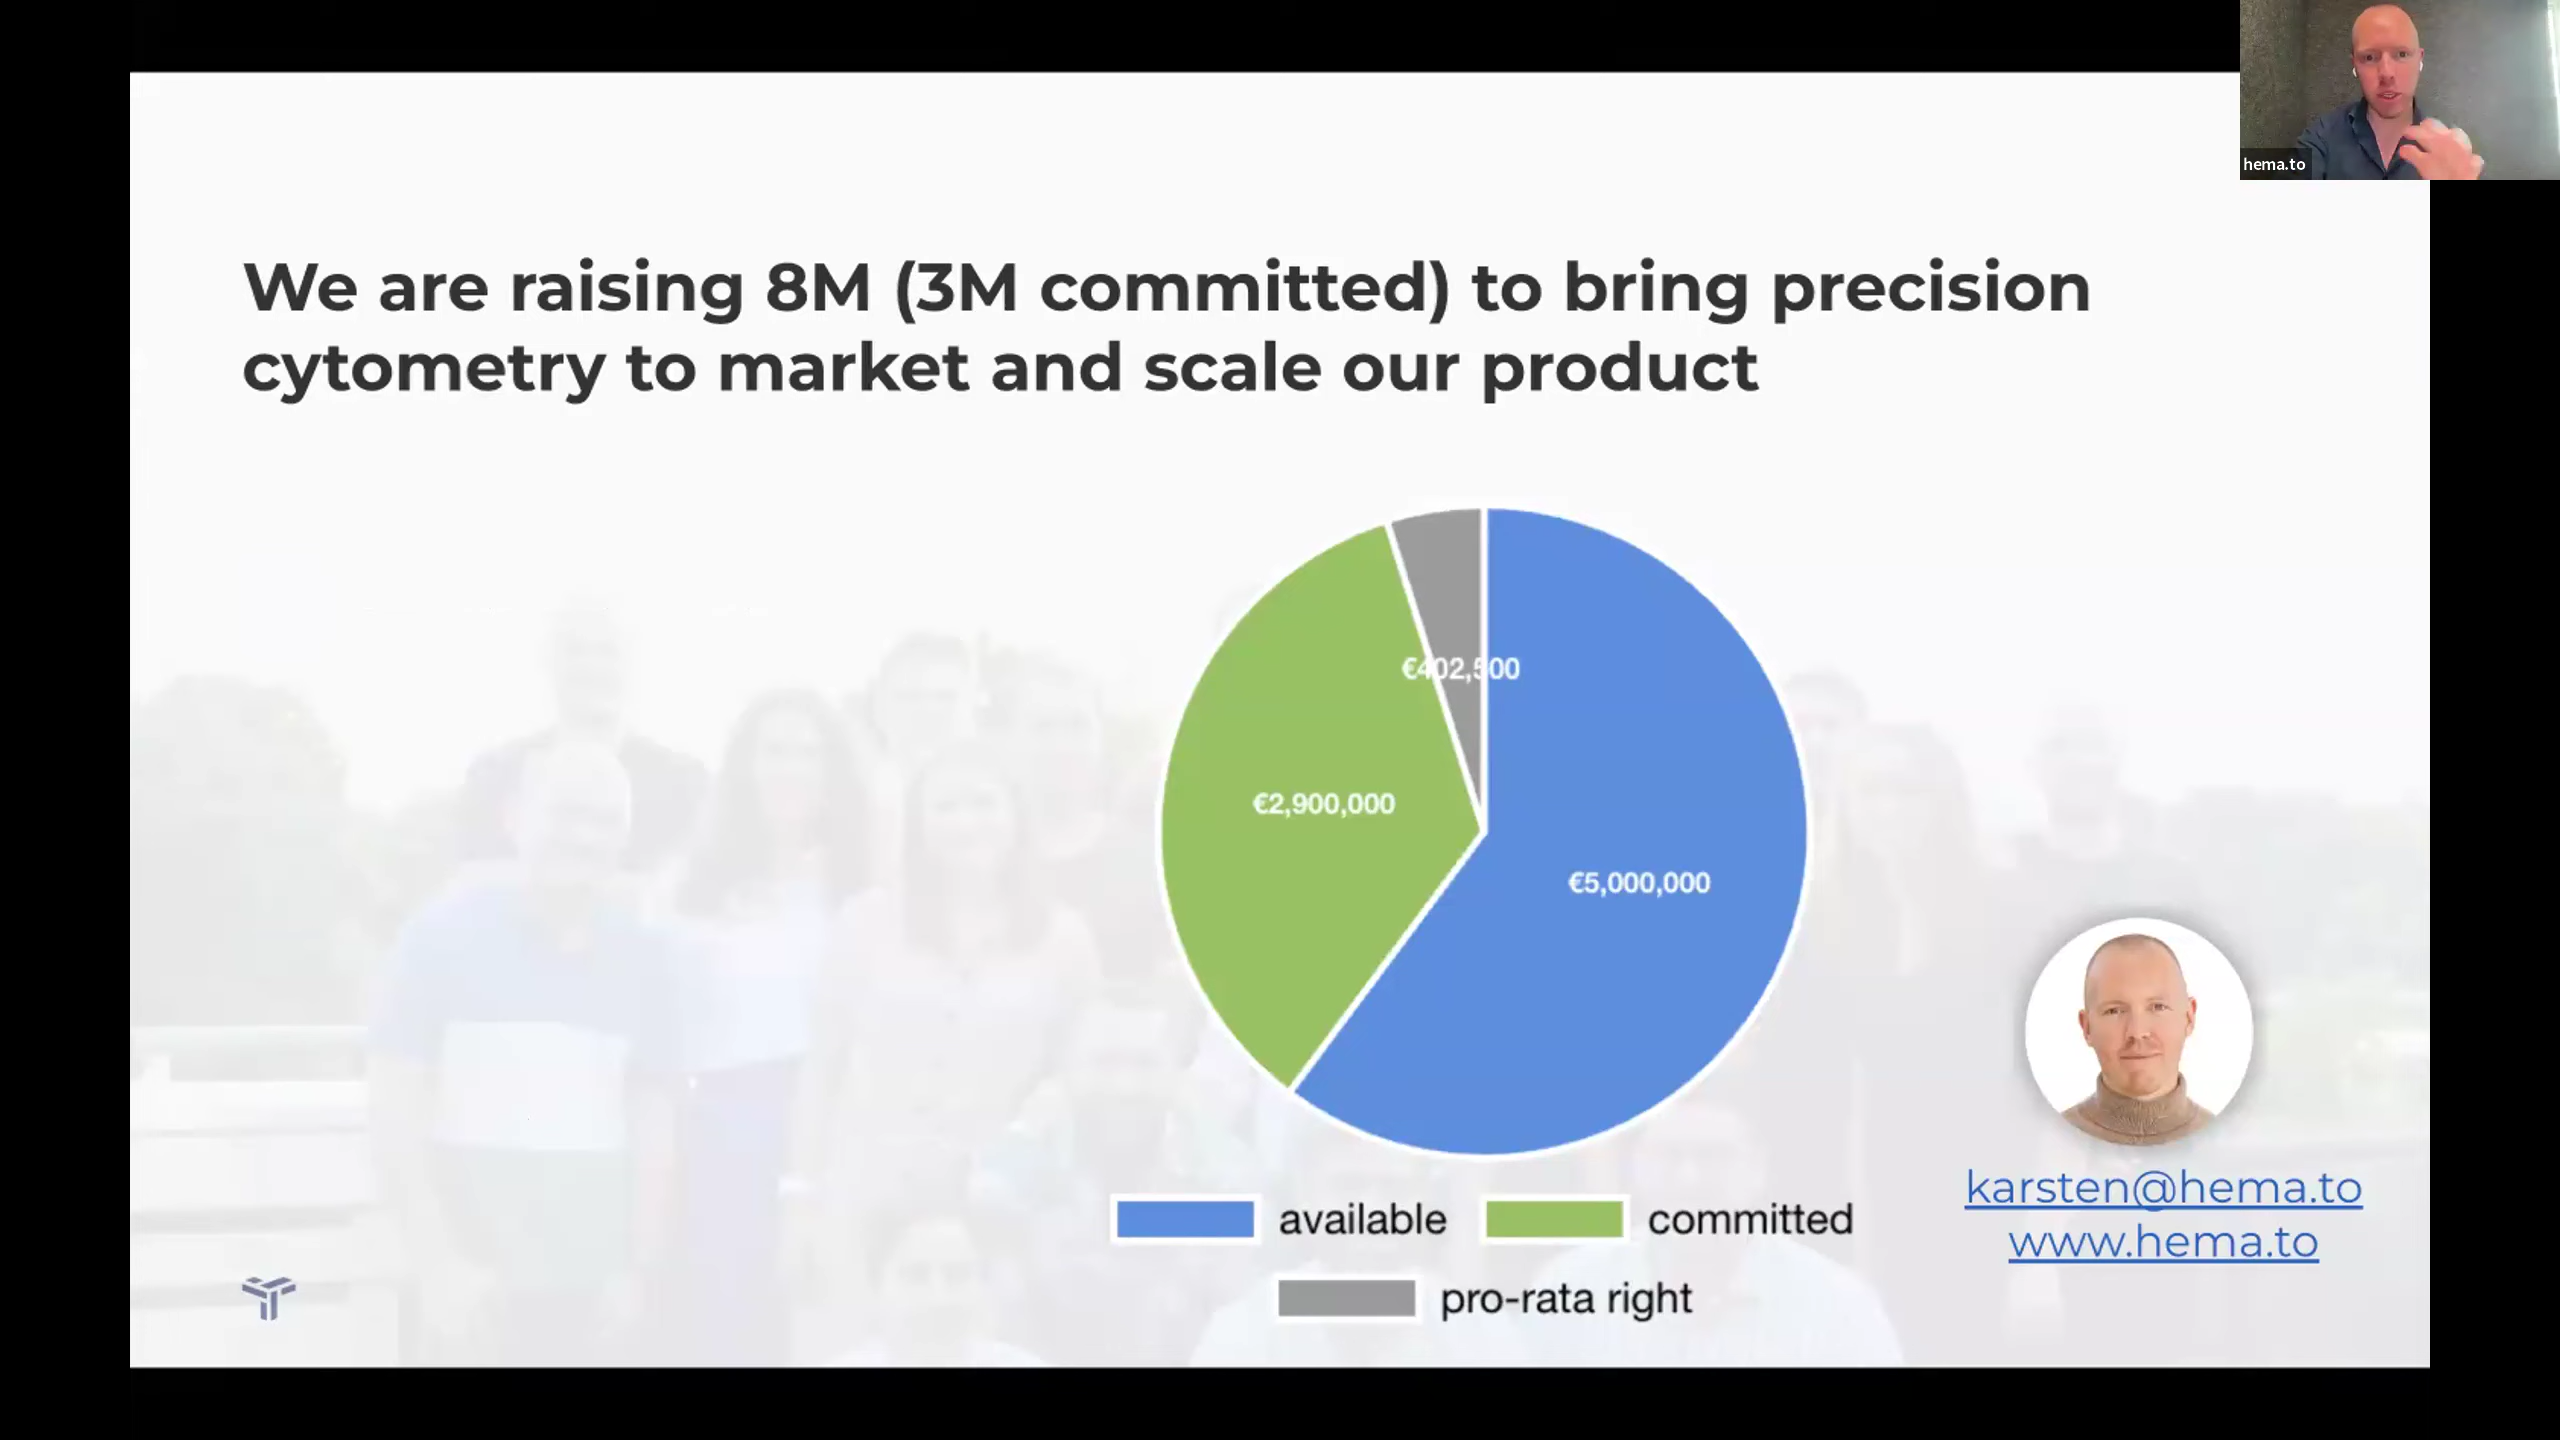 hema.to
We are raising 8M (3M committed) to bring precision
cytometry to market and scale our product
€402,500
€2,900,000
€5,000,000
available
committed
pro-rata right
karsten@hema.to
www.hema.to